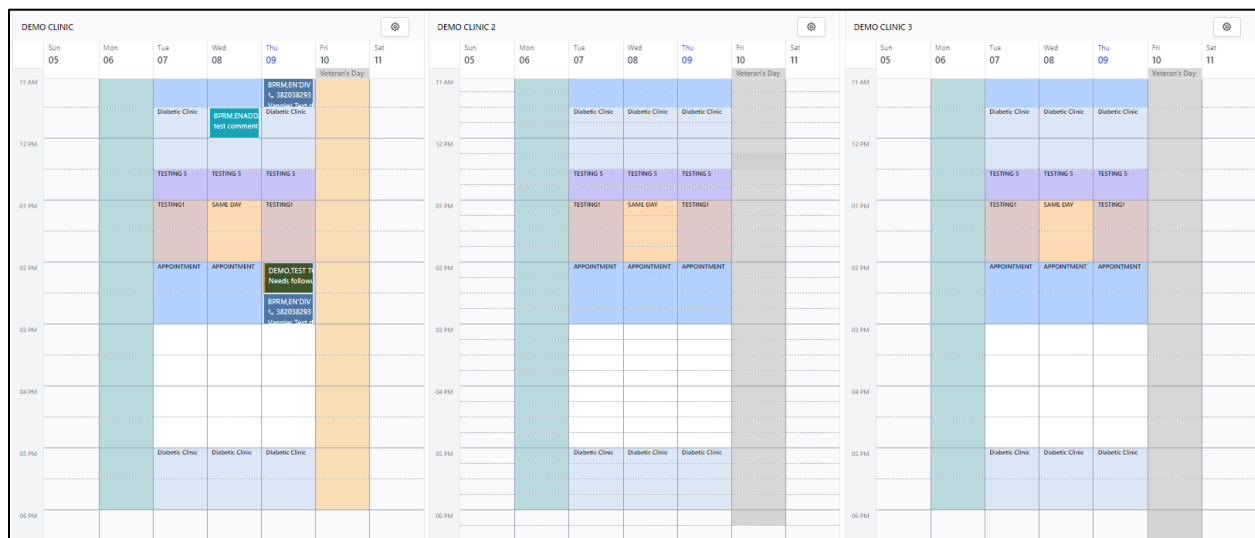 DEMO CLINIC
Sun Mon Tue Wed Thu Fri Sat
05 06 07 08 09 10 11
Veteran's Day
11 AM
BPRM,EN'DIV
382038293
Diabetic Clinic
BPRM,ENADD,
test comment
Diabetic Clinic
12 PM
TESTING 5 TESTING 5 TESTING 5
01 PM
TESTING1 SAME DAY TESTING1
02 PM
APPOINTMENT APPOINTMENT
DEMO,TEST
Needs follow
BPRM,EN'DIV
382038293
03 PM
04 PM
05 PM
Diabetic Clinic Diabetic Clinic Diabetic Clinic
06 PM
DEMO CLINIC 2
Sun Mon Tue Wed Thu Fri Sat
05 06 07 08 09 10 11
Veteran's Day
11 AM
Diabetic Clinic Diabetic Clinic Diabetic Clinic
12 PM
TESTING 5 TESTING 5 TESTING 5
01 PM
TESTING1 SAME DAY TESTING1
02 PM
APPOINTMENT APPOINTMENT APPOINTMENT
03 PM
04 PM
05 PM
Diabetic Clinic Diabetic Clinic Diabetic Clinic
06 PM
DEMO CLINIC 3
Sun Mon Tue Wed Thu Fri Sat
05 06 07 08 09 10 11
Veteran's Day
11 AM
Diabetic Clinic Diabetic Clinic Diabetic Clinic
12 PM
TESTING 5 TESTING 5 TESTING 5
01 PM
TESTING1 SAME DAY TESTING1
02 PM
APPOINTMENT APPOINTMENT APPOINTMENT
03 PM
04 PM
05 PM
Diabetic Clinic Diabetic Clinic Diabetic Clinic
06 PM